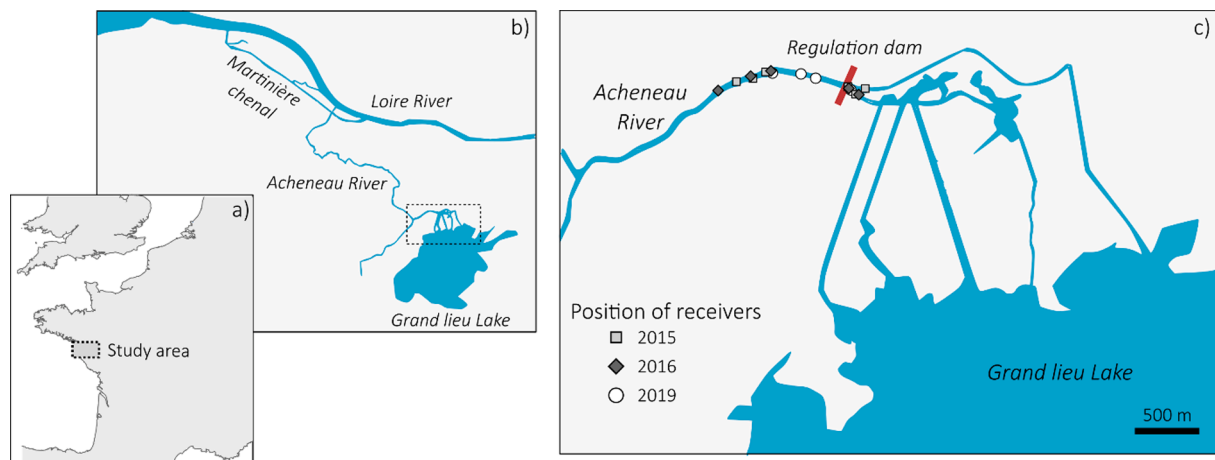 a)
Study area
b)
Martinière
chenal
Loire River
Acheneau River
Grand lieu Lake
c)
Regulation dam
Acheneau
River
Position of receivers
2015
2016
2019
Grand lieu Lake
500 m